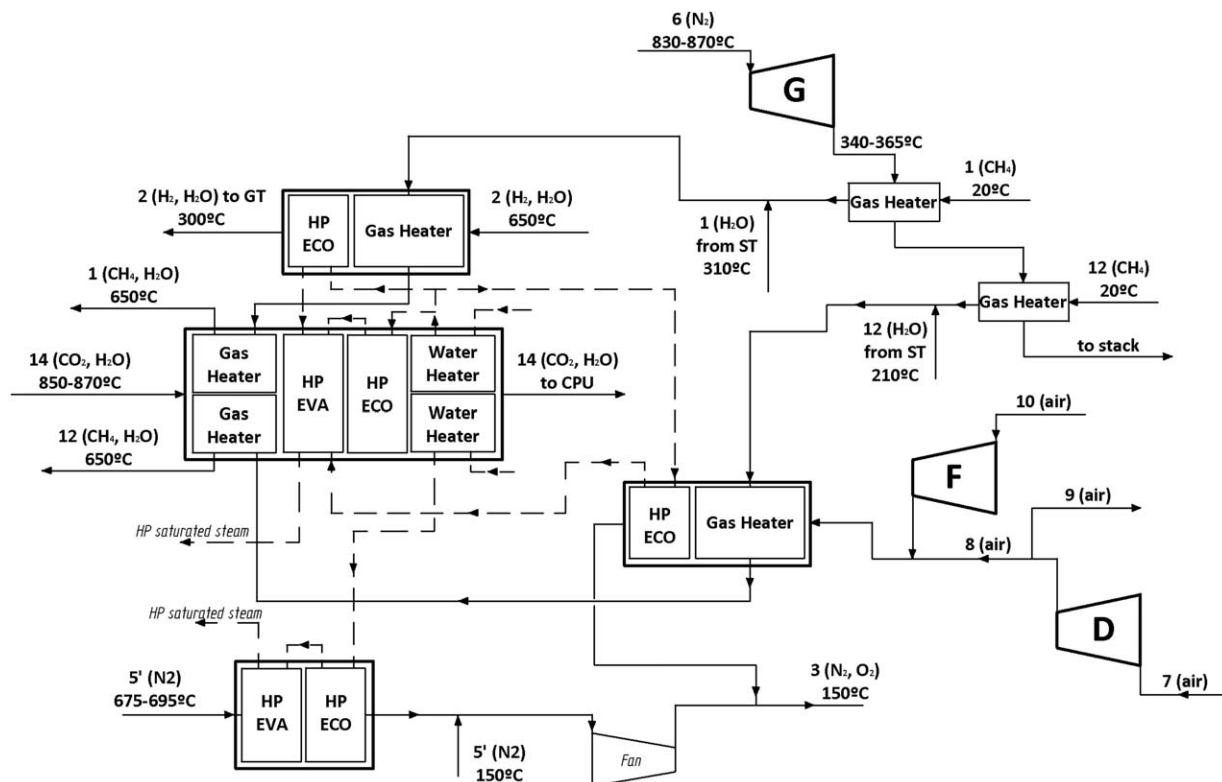 6 (N₂)
830-870ºC
G
340-365ºC
1 (CH₄)
20ºC
Gas Heater
2 (H₂, H₂O) to GT
300ºC
HP
ECO
Gas Heater
2 (H₂, H₂O)
650ºC
1 (H₂O)
from ST
310ºC
12 (CH₄)
20ºC
Gas Heater
12 (H₂O)
from ST
210ºC
to stack
1 (CH₄, H₂O)
650ºC
14 (CO₂, H₂O)
850-870ºC
12 (CH₄, H₂O)
650ºC
Gas
Heater
Gas
Heater
HP
EVA
HP
ECO
Water
Heater
Water
Heater
14 (CO₂, H₂O)
to CPU
10 (air)
F
9 (air)
8 (air)
HP
ECO
Gas Heater
HP saturated steam
HP saturated steam
D
7 (air)
5' (N2)
675-695ºC
HP
EVA
HP
ECO
5' (N2)
150ºC
Fan
3 (N₂, O₂)
150ºC